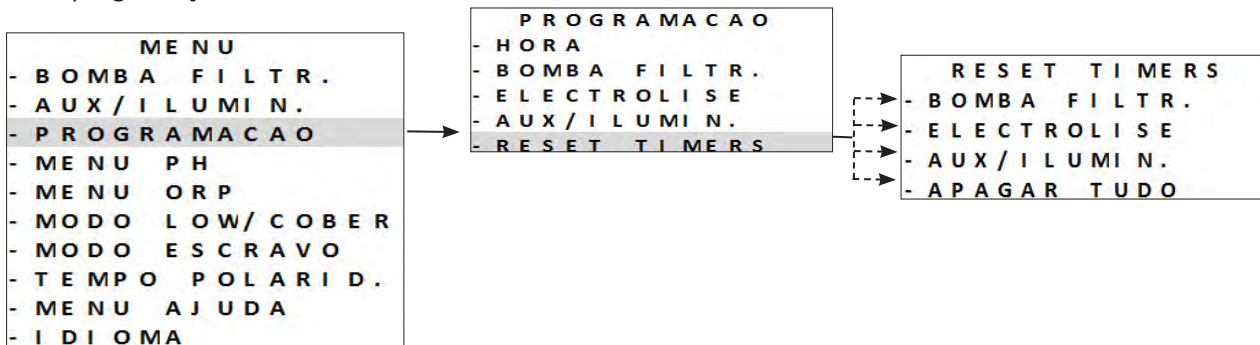 MENU
- BOMBA FILTR.
- AUX/ILUMIN.
- PROGRAMACAO
- MENU PH
- MENU ORP
- MODO LOW/COBER
- MODO ESCRAVO
- TEMPO POLARID.
- MENU AJUDA
- IDIOMA
PROGRAMACAO
- HORA
- BOMBA FILTR.
- ELECTROLISE
- AUX/ILUMIN.
- RESET TIMERS
RESET TIMERS
- BOMBA FILTR.
- ELECTROLISE
- AUX/ILUMIN.
- APAGAR TUDO